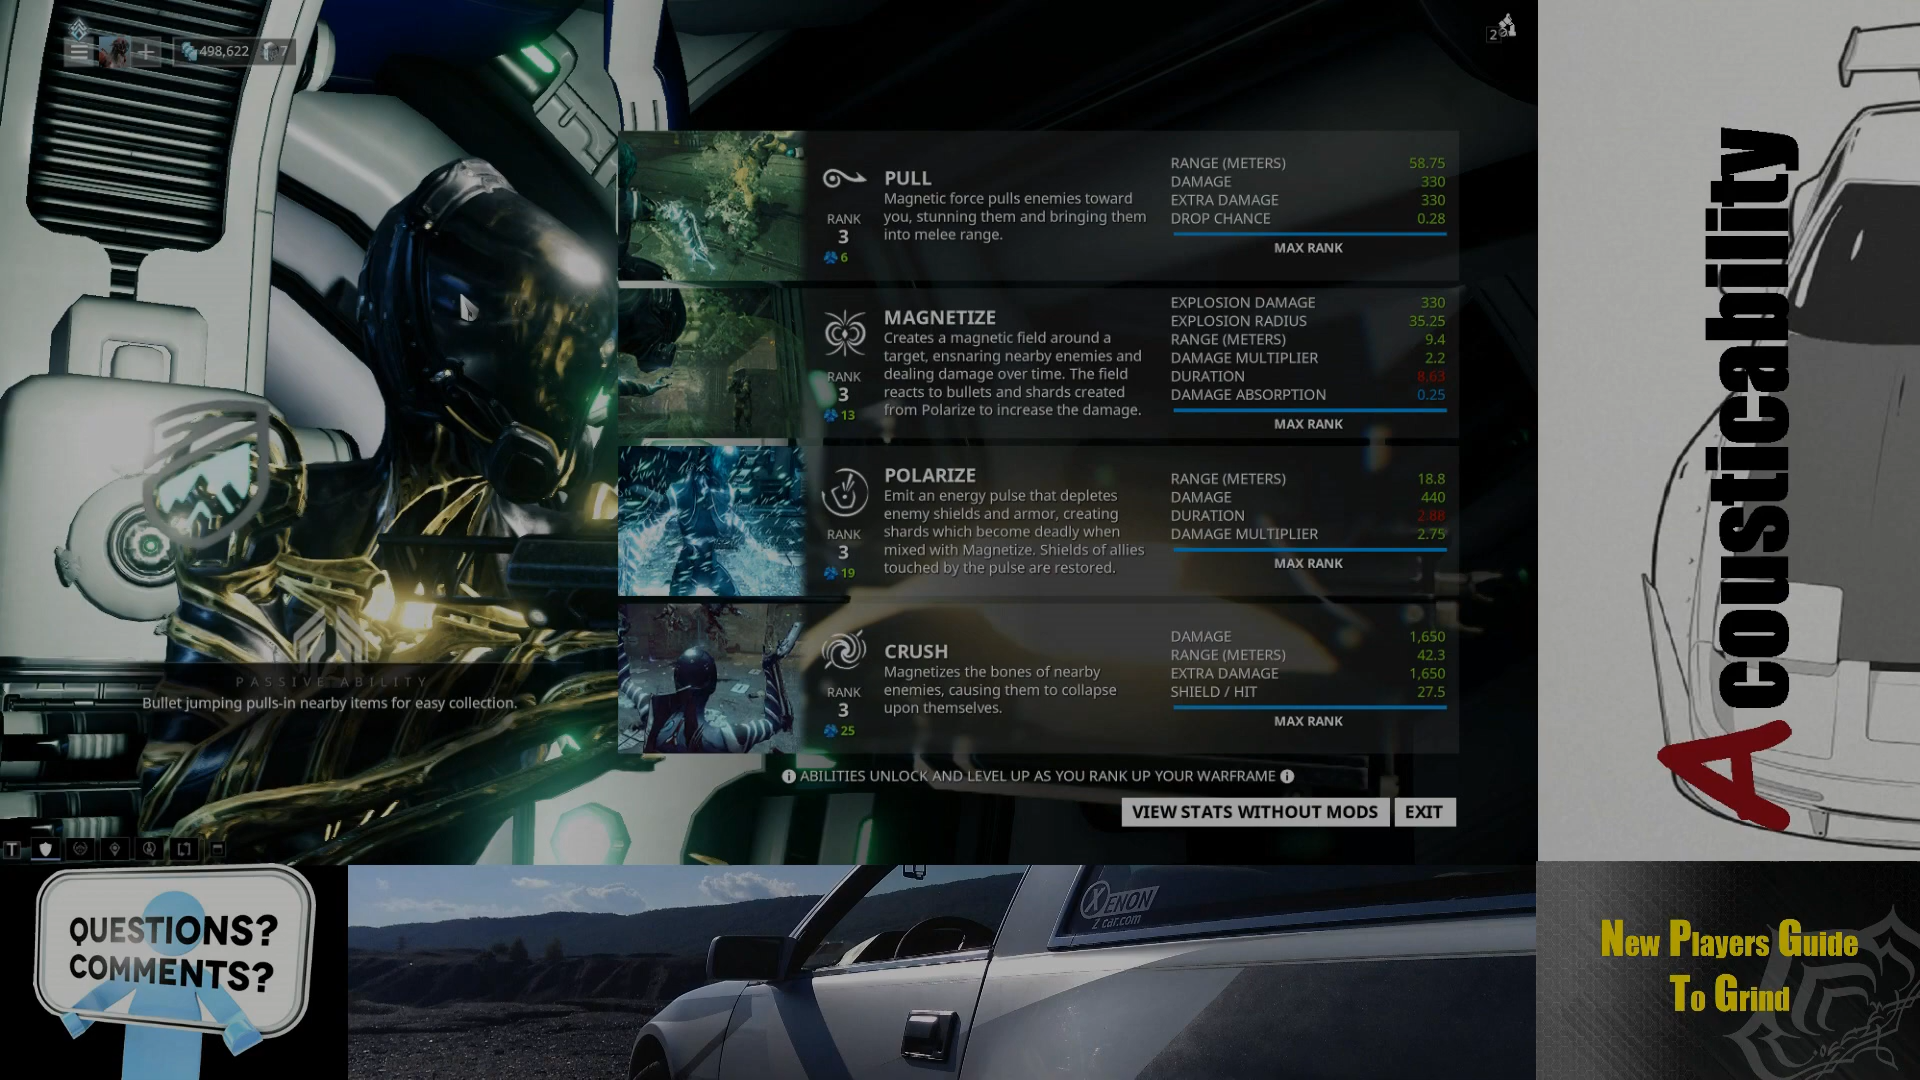 498,622
7
2
PULL
Magnetic force pulls enemies toward
you, stunning them and bringing them
into melee range.
RANK
3
6
RANGE (METERS) 58.75
DAMAGE 330
EXTRA DAMAGE 330
DROP CHANCE 0.28
MAX RANK
MAGNETIZE
Creates a magnetic field around a
target, ensnaring nearby enemies and
dealing damage over time. The field
reacts to bullets and shards created
from Polarize to increase the damage.
RANK
3
13
EXPLOSION DAMAGE 330
EXPLOSION RADIUS 35.25
RANGE (METERS) 9.4
DAMAGE MULTIPLIER 2.2
DURATION 8.63
DAMAGE ABSORPTION 0.25
MAX RANK
POLARIZE
Emit an energy pulse that depletes
enemy shields and armor, creating
shards which become deadly when
mixed with Magnetize. Shields of allies
touched by the pulse are restored.
RANK
3
19
RANGE (METERS) 18.8
DAMAGE 440
DURATION 2.88
DAMAGE MULTIPLIER 2.75
MAX RANK
CRUSH
Magnetizes the bones of nearby
enemies, causing them to collapse
upon themselves.
RANK
3
25
DAMAGE 1,650
RANGE (METERS) 42.3
EXTRA DAMAGE 1,650
SHIELD / HIT 27.5
MAX RANK
PASSIVE ABILITY
Bullet jumping pulls-in nearby items for easy collection.
ABILITIES UNLOCK AND LEVEL UP AS YOU RANK UP YOUR WARFRAME
VIEW STATS WITHOUT MODS
EXIT
T
Acousticability
QUESTIONS?
COMMENTS?
XENON
Z car.com
New Players Guide
To Grind